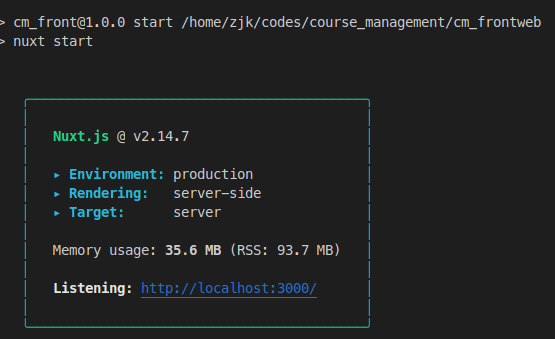 > cm_front@1.0.0 start /home/zjk/codes/course_management/cm_frontweb
> nuxt start
Nuxt.js @ v2.14.7
▸ Environment: production
▸ Rendering: server-side
▸ Target: server
Memory usage: 35.6 MB (RSS: 93.7 MB)
Listening: http://localhost:3000/